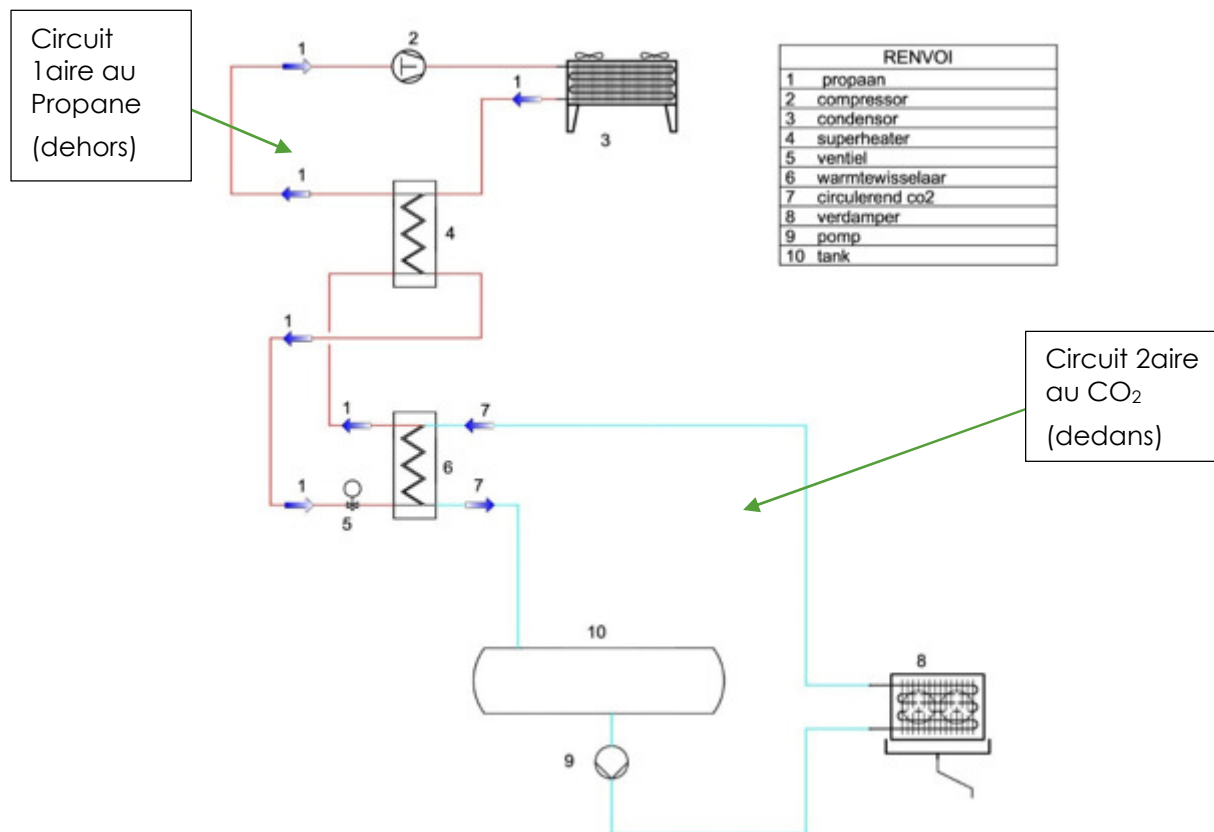 Circuit
1aire au
Propane
(dehors)
1
2
1
3
RENVOI
1 propaan
2 compressor
3 condensor
4 superheater
5 ventiel
6 warmtewisselaar
7 circulerend co2
8 verdamper
9 pomp
10 tank
1
4
1
Circuit 2aire
au CO₂
(dedans)
1
7
6
1
7
5
10
8
9